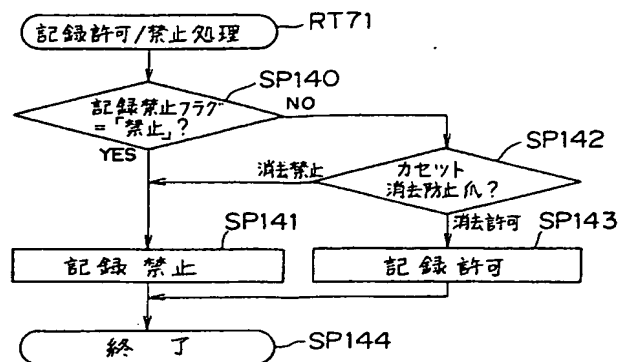 記録許可/禁止処理
RT71
SP140
記録禁止フラグ
=「禁止」?
NO
YES
SP142
カセット
消去防止爪?
消去禁止
消去許可
SP141
記録禁止
SP143
記録許可
終了
SP144